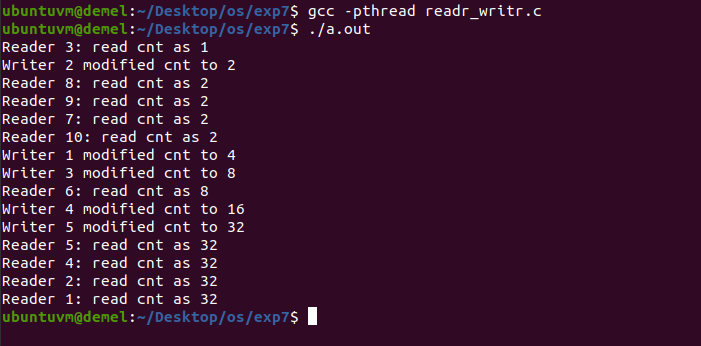 ubuntuvm@demel:~/Desktop/os/exp7$ gcc -pthread readr_writr.c
ubuntuvm@demel:~/Desktop/os/exp7$ ./a.out
Reader 3: read cnt as 1
Writer 2 modified cnt to 2
Reader 8: read cnt as 2
Reader 9: read cnt as 2
Reader 7: read cnt as 2
Reader 10: read cnt as 2
Writer 1 modified cnt to 4
Writer 3 modified cnt to 8
Reader 6: read cnt as 8
Writer 4 modified cnt to 16
Writer 5 modified cnt to 32
Reader 5: read cnt as 32
Reader 4: read cnt as 32
Reader 2: read cnt as 32
Reader 1: read cnt as 32
ubuntuvm@demel:~/Desktop/os/exp7$